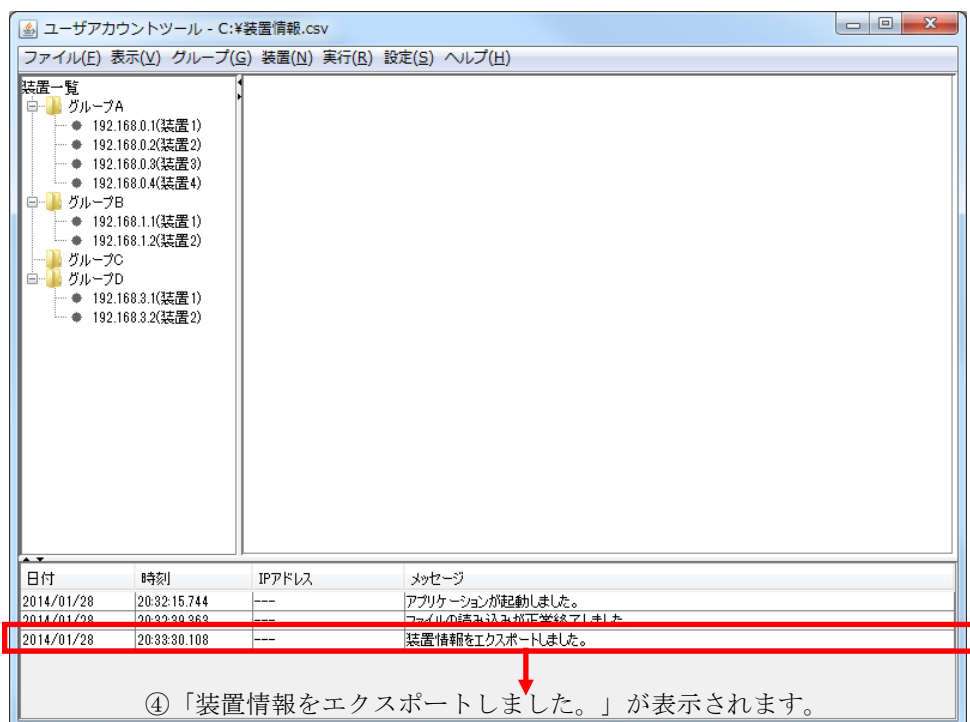 ユーザアカウントツール - C:¥装置情報.csv
ファイル(F) 表示(V) グループ(G) 装置(N) 実行(R) 設定(S) ヘルプ(H)
装置一覧
グループA
192.168.0.1(装置1)
192.168.0.2(装置2)
192.168.0.3(装置3)
192.168.0.4(装置4)
グループB
192.168.1.1(装置1)
192.168.1.2(装置2)
グループC
グループD
192.168.3.1(装置1)
192.168.3.2(装置2)
日付 時刻 IPアドレス メッセージ
2014/01/28 20:32:15.744 --- アプリケーションが起動しました。
2014/01/28 20:32:39.363 --- ファイルの読み込みが正常終了しました
2014/01/28 20:33:30.108 --- 装置情報をエクスポートしました。
④「装置情報をエクスポートしました。」が表示されます。